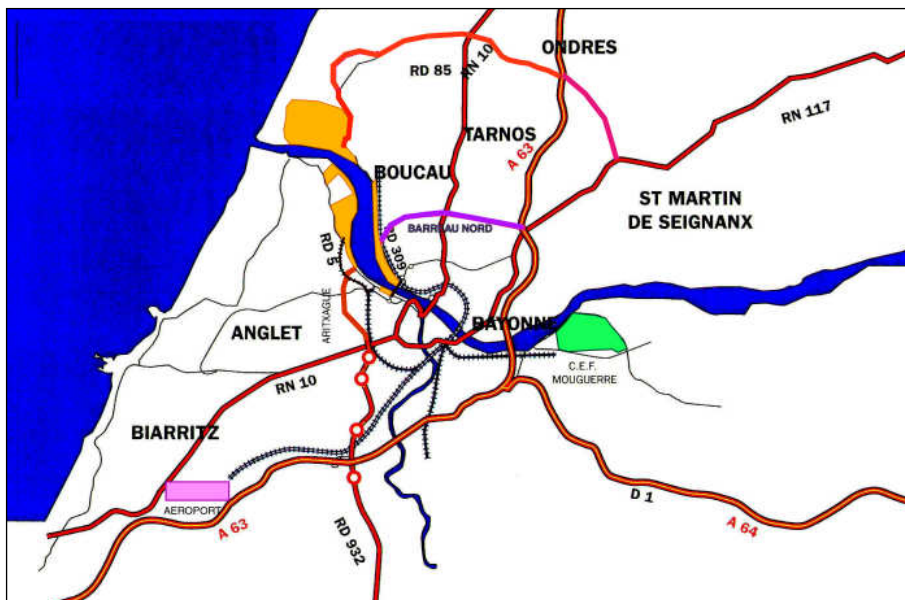 ONDRES
RD 85
RN 10
RN 117
TARNOS
A 63
BOUCAU
ST MARTIN
DE SEIGNANX
BARREAU NORD
RD 309
RD 5
ARITXAGUE
ANGLET
BAYONNE
C.E.F.
MOUGUERRE
RN 10
BIARRITZ
AEROPORT
A 63
RD 932
D 1
A 64